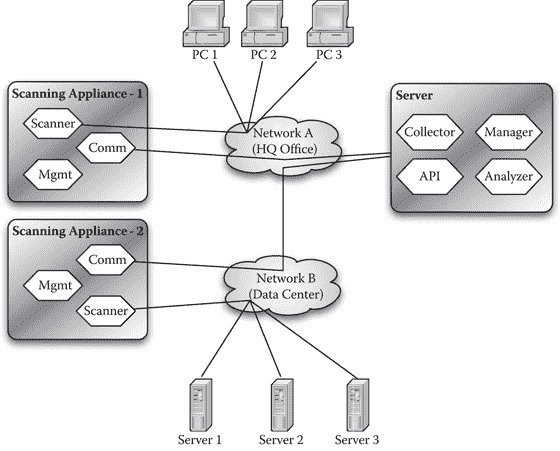 PC 1
PC 2
PC 3
Scanning Appliance - 1
Scanner
Comm
Mgmt
Network A
(HQ Office)
Server
Collector
Manager
API
Analyzer
Scanning Appliance - 2
Comm
Mgmt
Scanner
Network B
(Data Center)
Server 1
Server 2
Server 3